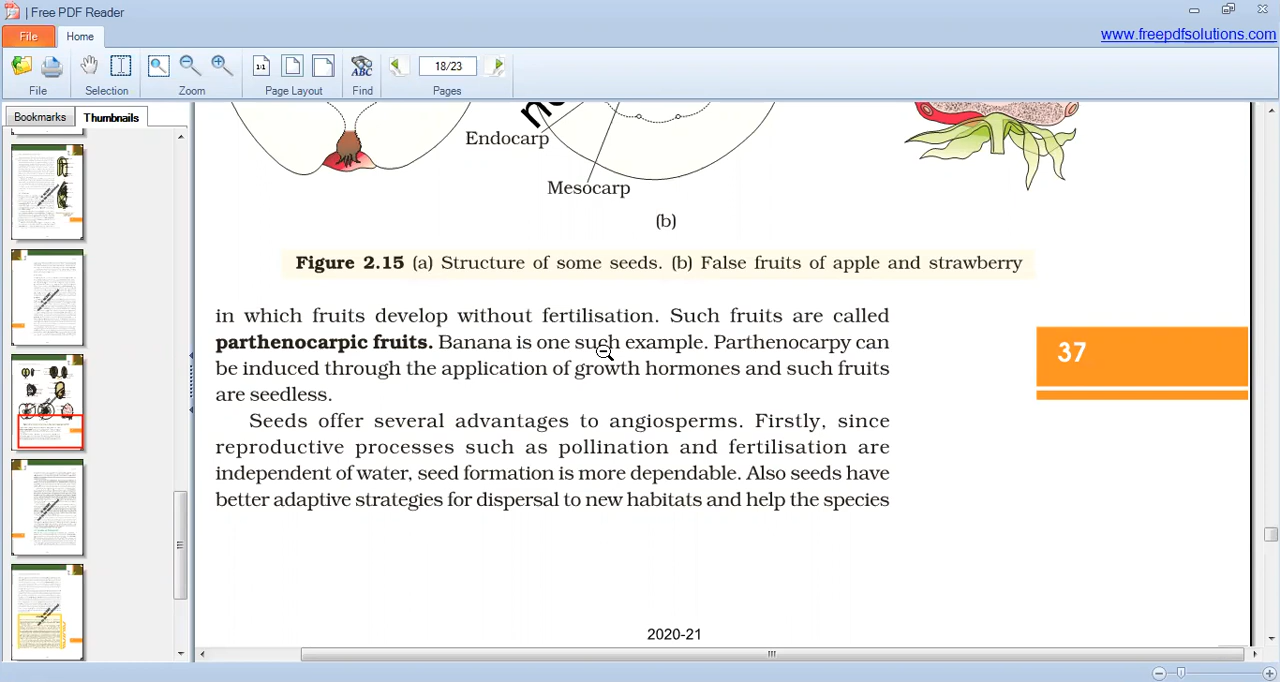 | Free PDF Reader
File
Home
www.freepdfsolutions.com
1:1
ABC
18/23
File
Selection
Zoom
Page Layout
Find
Pages
Bookmarks
Thumbnails
Endocarp
Mesocarp
(b)
Figure 2.15 (a) Structure of some seeds. (b) False fruits of apple and strawberry
in which fruits develop without fertilisation. Such fruits are called
parthenocarpic fruits. Banana is one such example. Parthenocarpy can
be induced through the application of growth hormones and such fruits
are seedless.
Seeds offer several advantages to angiosperms. Firstly, since
reproductive processes such as pollination and fertilisation are
independent of water, seed formation is more dependable. Also seeds have
better adaptive strategies for dispersal to new habitats and help the species
37
2020-21